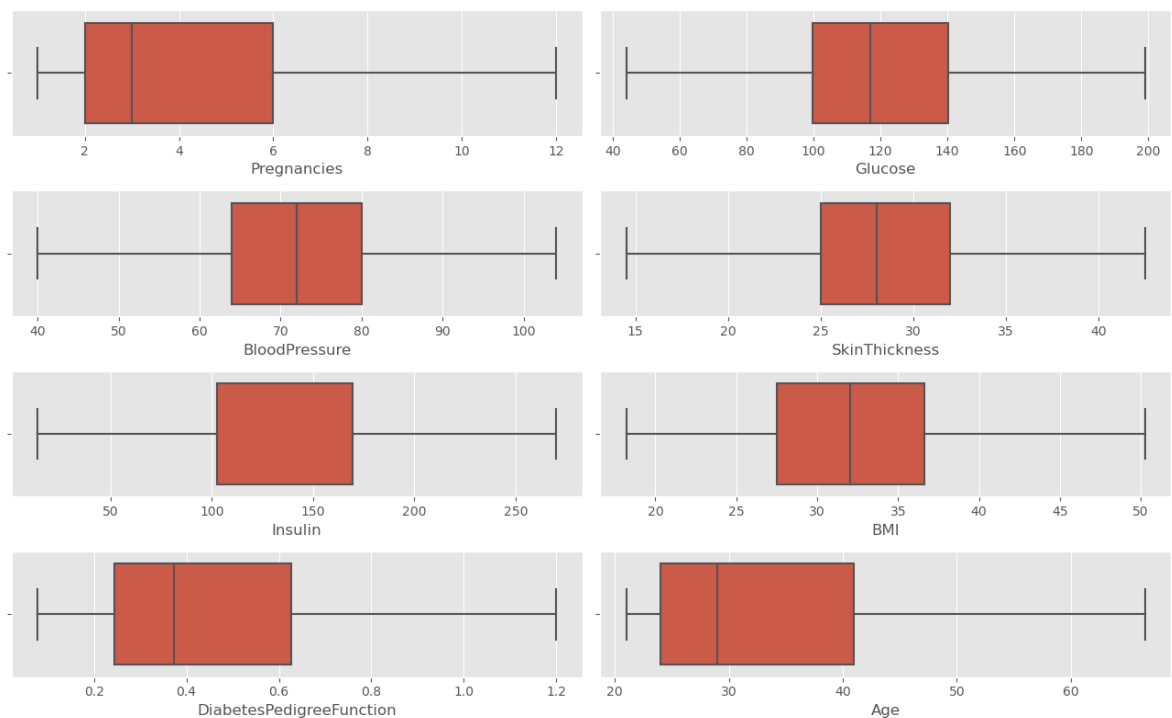 2 4 6 8 10 12
Pregnancies
40 60 80 100 120 140 160 180 200
Glucose
40 50 60 70 80 90 100
BloodPressure
15 20 25 30 35 40
SkinThickness
50 100 150 200 250
Insulin
20 25 30 35 40 45 50
BMI
0.2 0.4 0.6 0.8 1.0 1.2
DiabetesPedigreeFunction
20 30 40 50 60
Age